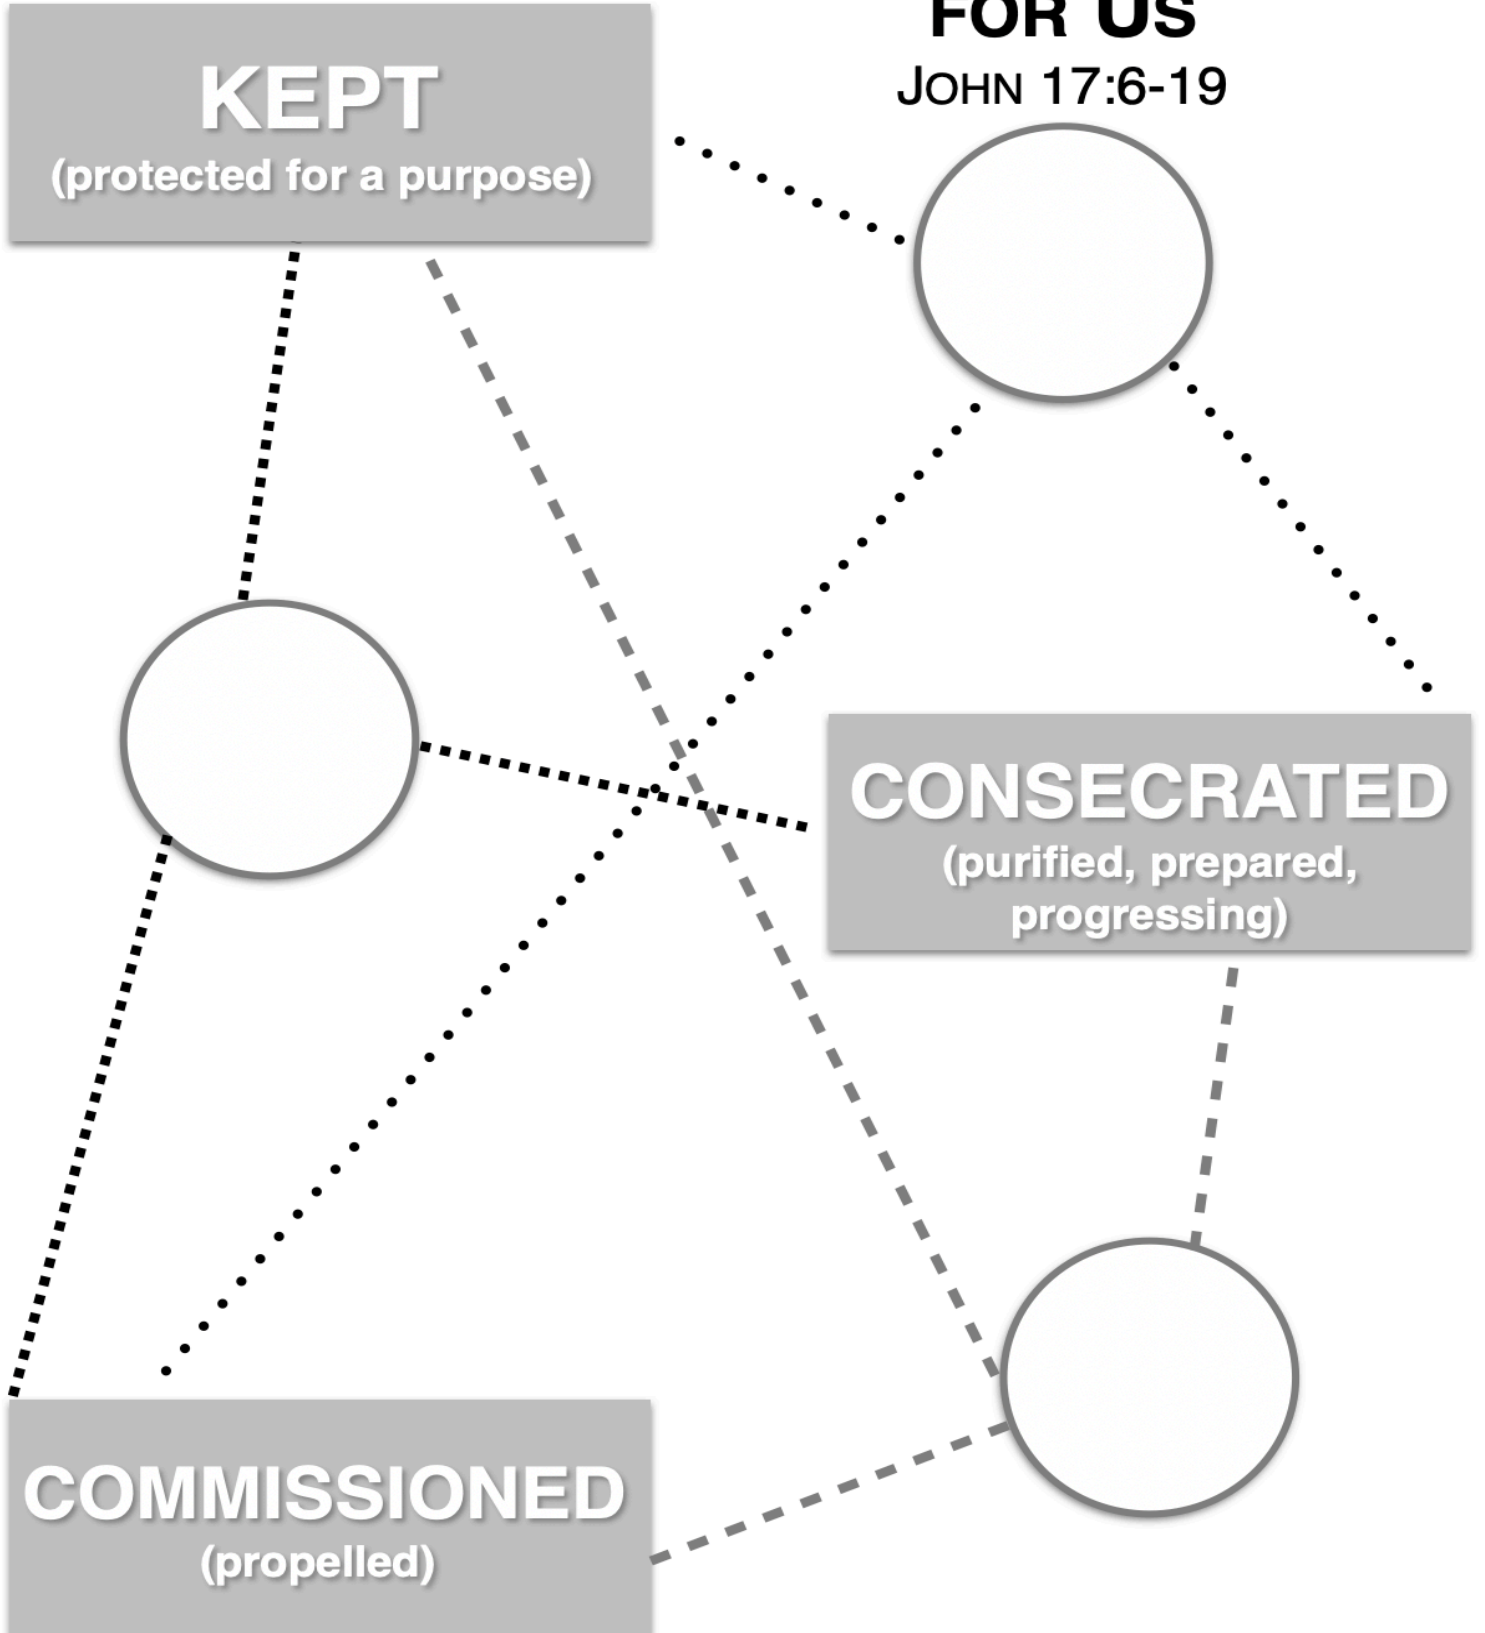 FOR US
JOHN 17:6-19
KEPT
(protected for a purpose)
CONSECRATED
(purified, prepared,
progressing)
COMMISSIONED
(propelled)